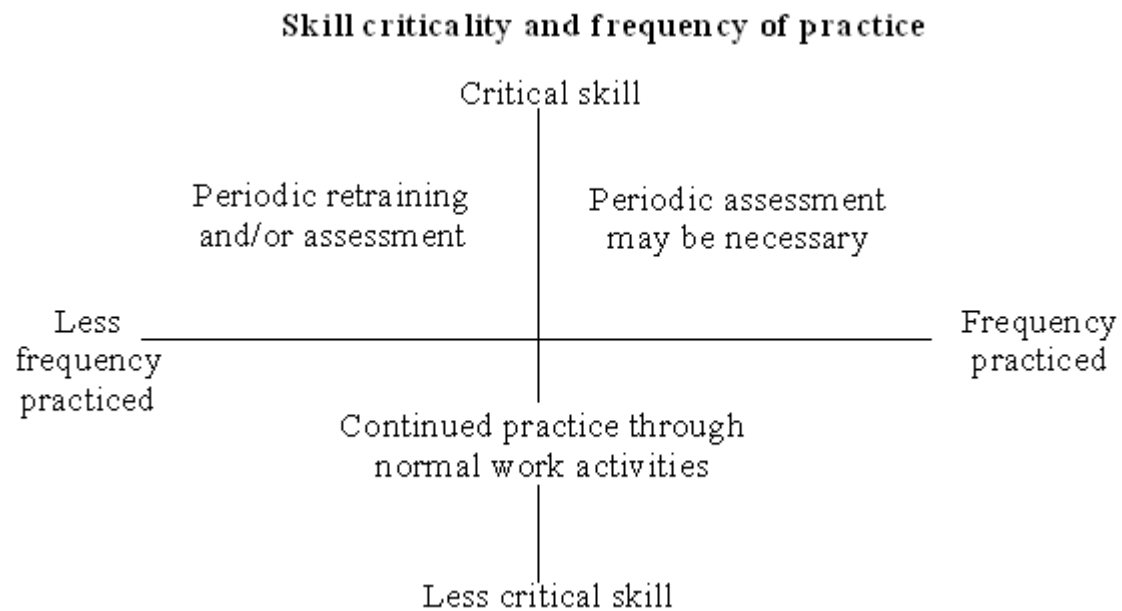 Skill criticality and frequency of practice
Critical skill
Periodic retraining
and/or assessment
Periodic assessment
may be necessary
Less
frequency
practiced
Frequency
practiced
Continued practice through
normal work activities
Less critical skill